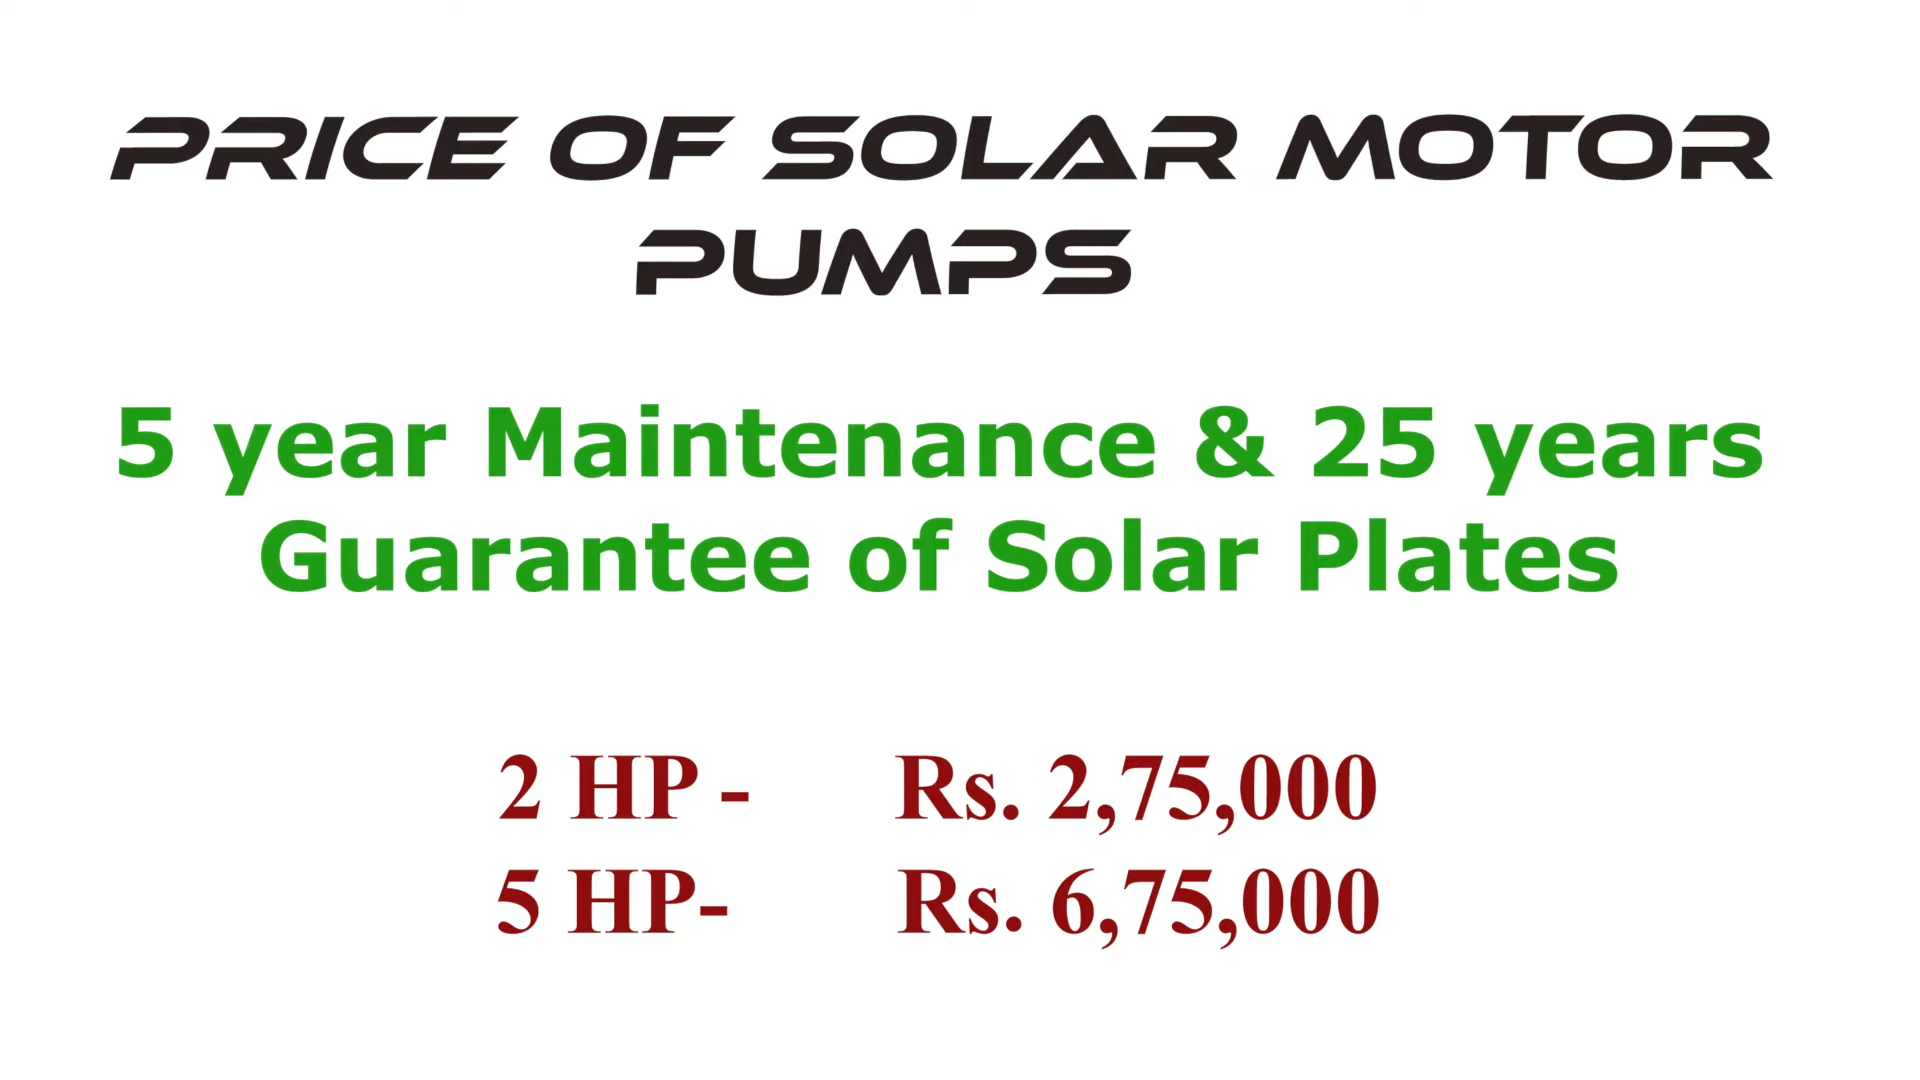 PRICE OF SOLAR MOTOR
PUMPS
5 year Maintenance & 25 years
Guarantee of Solar Plates
2 HP - Rs. 2,75,000
5 HP- Rs. 6,75,000